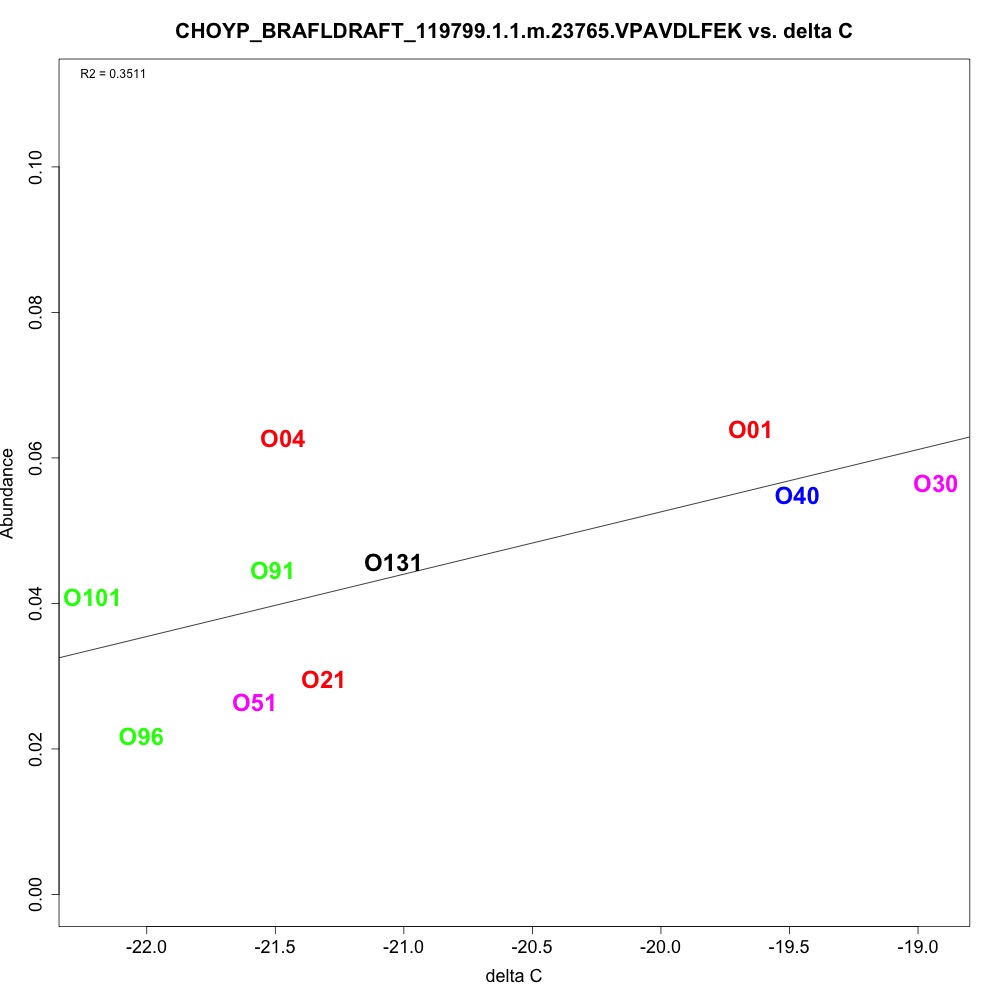 CHOYP_BRAFLDRAFT_119799.1.1.m.23765.VPAVDLFEK vs. delta C
R2 = 0.3511
Abundance
0.10
0.08
0.06
0.04
0.02
0.00
O04
O01
O30
O40
O131
O91
O101
O21
O51
O96
-22.0 -21.5 -21.0 -20.5 -20.0 -19.5 -19.0
delta C